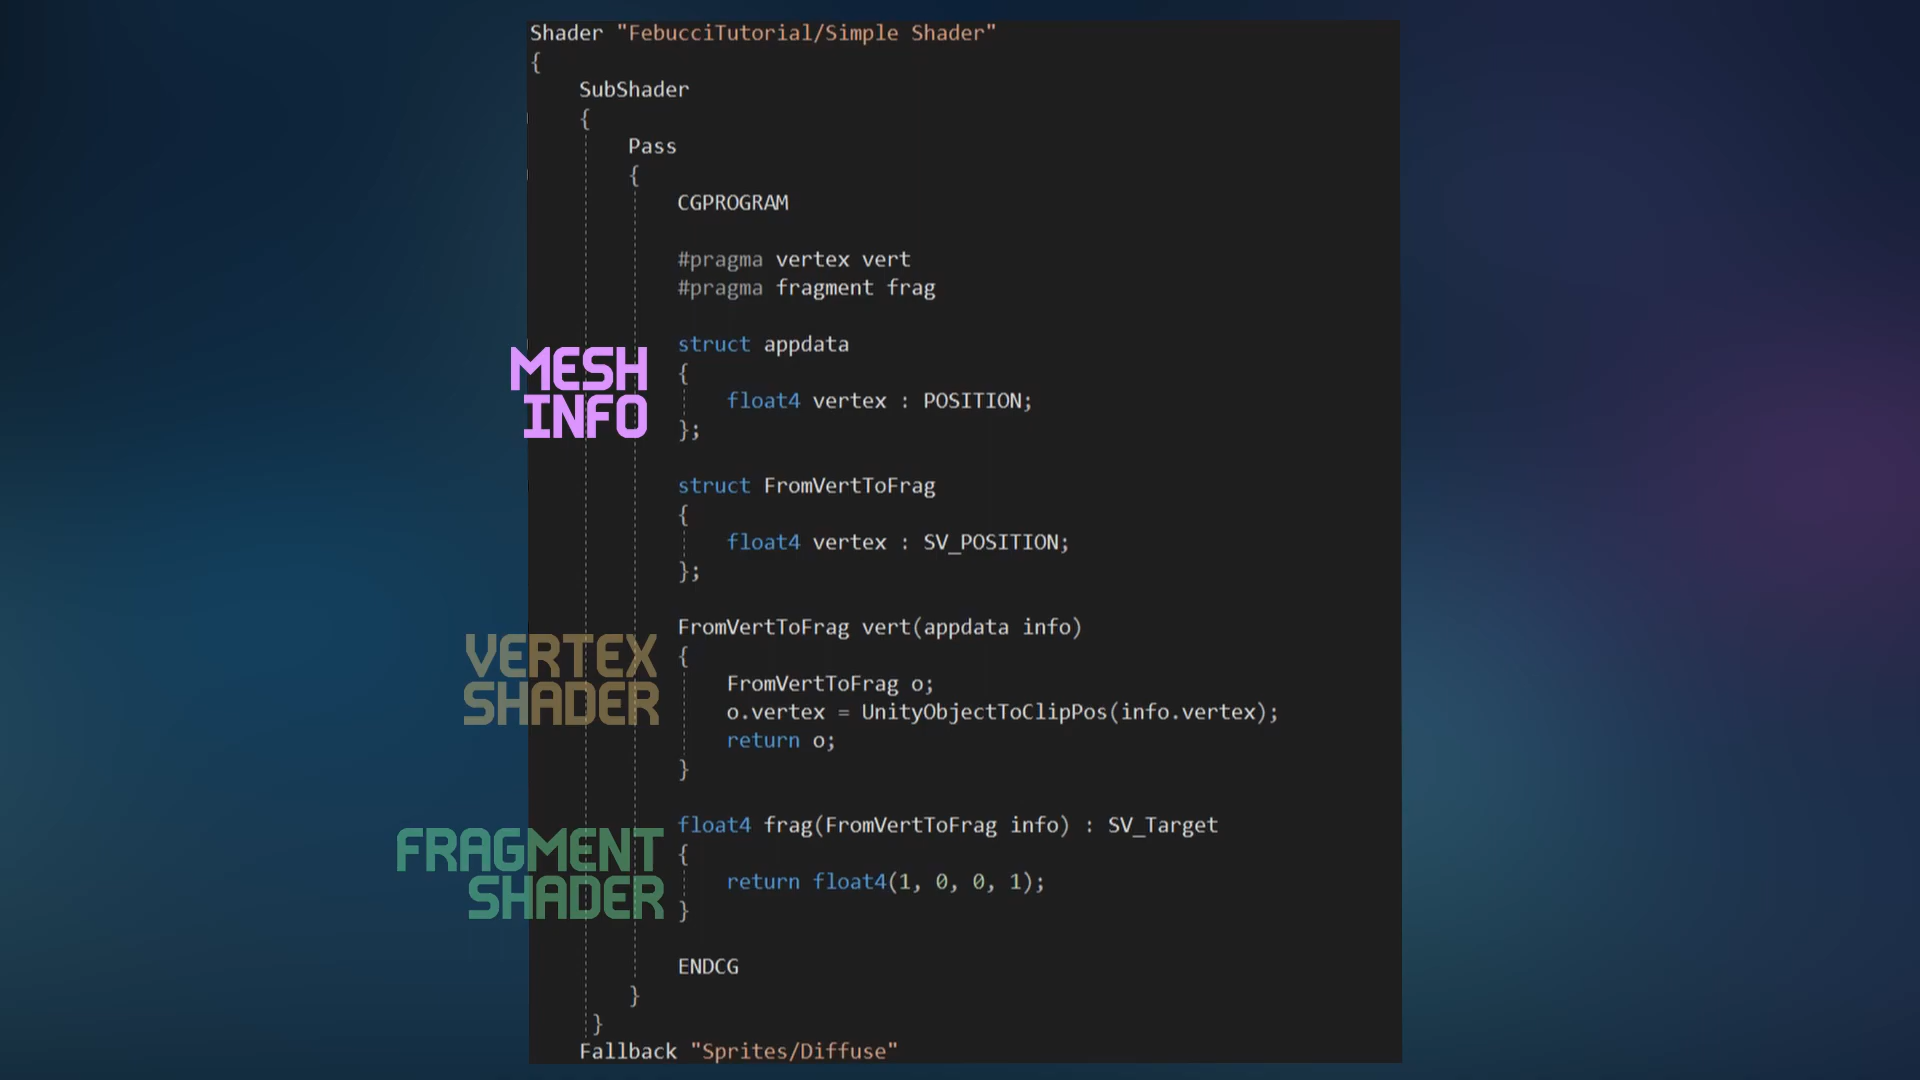 Shader "FebucciTutorial/Simple Shader"
{
SubShader
{
Pass
{
CGPROGRAM
#pragma vertex vert
#pragma fragment frag
struct appdata
{
float4 vertex : POSITION;
};
MESH
INFO
struct FromVertToFrag
{
float4 vertex : SV_POSITION;
};
FromVertToFrag vert(appdata info)
{
FromVertToFrag o;
o.vertex = UnityObjectToClipPos(info.vertex);
return o;
}
VERTEX
SHADER
float4 frag(FromVertToFrag info) : SV_Target
{
return float4(1, 0, 0, 1);
}
FRAGMENT
SHADER
ENDCG
}
}
Fallback "Sprites/Diffuse"